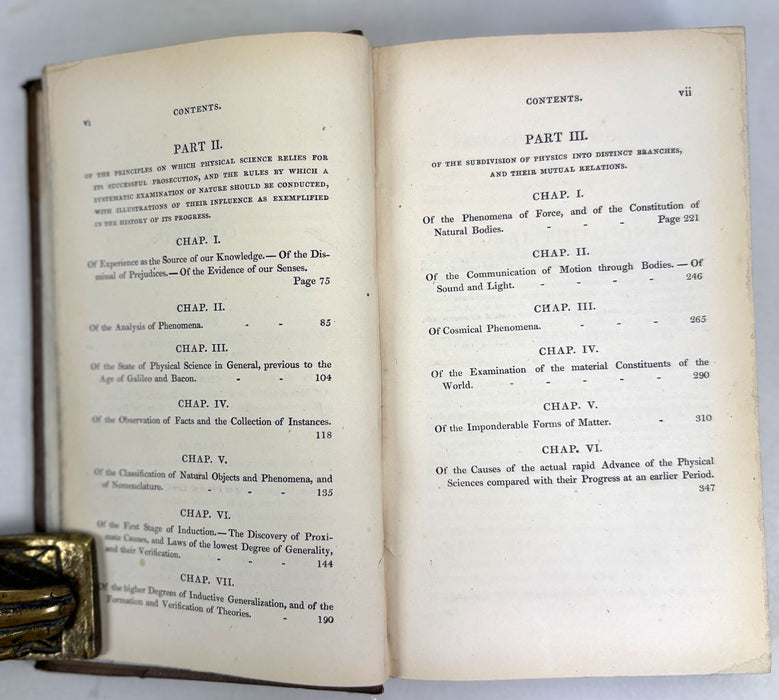 vi
CONTENTS.
PART II.
OF THE PRINCIPLES ON WHICH PHYSICAL SCIENCE RELIES FOR
ITS SUCCESSFUL PROSECUTION, AND THE RULES BY WHICH A
SYSTEMATIC EXAMINATION OF NATURE SHOULD BE CONDUCTED,
WITH ILLUSTRATIONS OF THEIR INFLUENCE AS EXEMPLIFIED
IN THE HISTORY OF ITS PROGRESS.
CHAP. I.
Of Experience as the Source of our Knowledge.— Of the Dis-
missal of Prejudices.—Of the Evidence of our Senses.
Page 75
CHAP. II.
Of the Analysis of Phenomena. - - 85
CHAP. III.
Of the State of Physical Science in General, previous to the
Age of Galileo and Bacon. - - 104
CHAP. IV.
Of the Observation of Facts and the Collection of Instances.
118
CHAP. V.
Of the Classification of Natural Objects and Phenomena, and
of Nomenclature. - - - 135
CHAP. VI.
Of the First Stage of Induction.—The Discovery of Proxi-
mate Causes, and Laws of the lowest Degree of Generality,
and their Verification. - - - 144
CHAP. VII.
Of the higher Degrees of Inductive Generalization, and of the
Formation and Verification of Theories. - 190
CONTENTS. vii
PART III.
OF THE SUBDIVISION OF PHYSICS INTO DISTINCT BRANCHES,
AND THEIR MUTUAL RELATIONS.
CHAP. I.
Of the Phenomena of Force, and of the Constitution of
Natural Bodies. - - - Page 221
CHAP. II.
Of the Communication of Motion through Bodies. — Of
Sound and Light. - - - - 246
CHAP. III.
Of Cosmical Phenomena. - - - 265
CHAP. IV.
Of the Examination of the material Constituents of the
World. - - - - - 290
CHAP. V.
Of the Imponderable Forms of Matter. - 310
CHAP. VI.
Of the Causes of the actual rapid Advance of the Physical
Sciences compared with their Progress at an earlier Period.
347